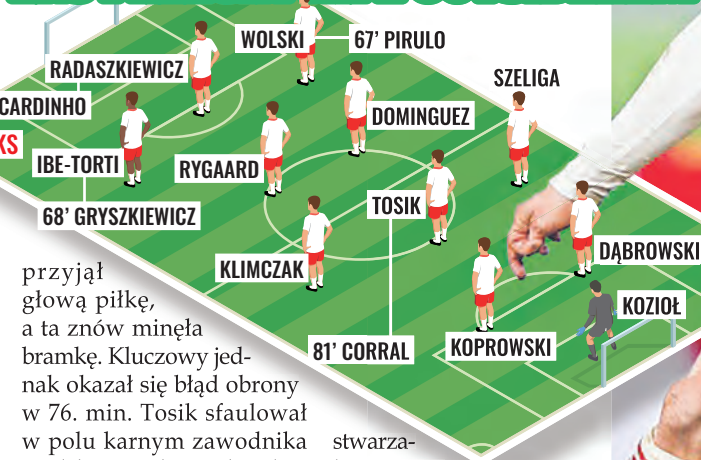 WOLSKI
67' PIRULO
RADASZKIEWICZ
SZELIGA
CARDINHO
DOMINGUEZ
KS
IBE-TORTI
RYGAARD
68' GRYSZKIEWICZ
TOSIK
KLIMCZAK
DĄBROWSKI
KOZIOŁ
81' CORRAL
KOPROWSKI
przyjął
głową piłkę,
a ta znów minęła
bramkę. Kluczowy jed-
nak okazał się błąd obrony
w 76. min. Tosik sfaulował
w polu karnym zawodnika
stwarza-